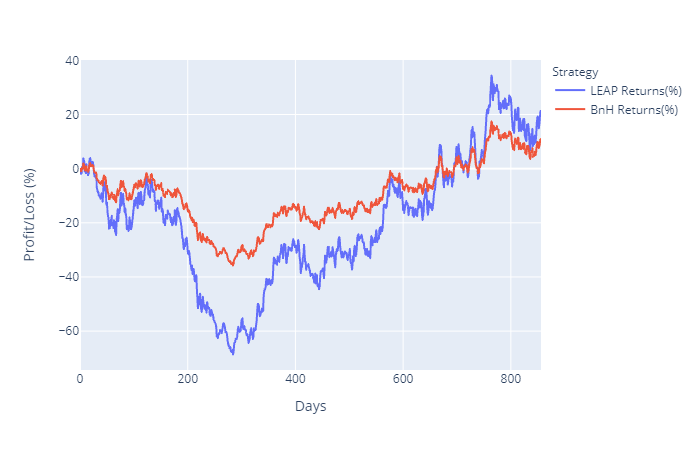 40
20
0
−20
−40
−60
Profit/Loss (%)
0
200
400
600
800
Days
Strategy
LEAP Returns(%)
BnH Returns(%)